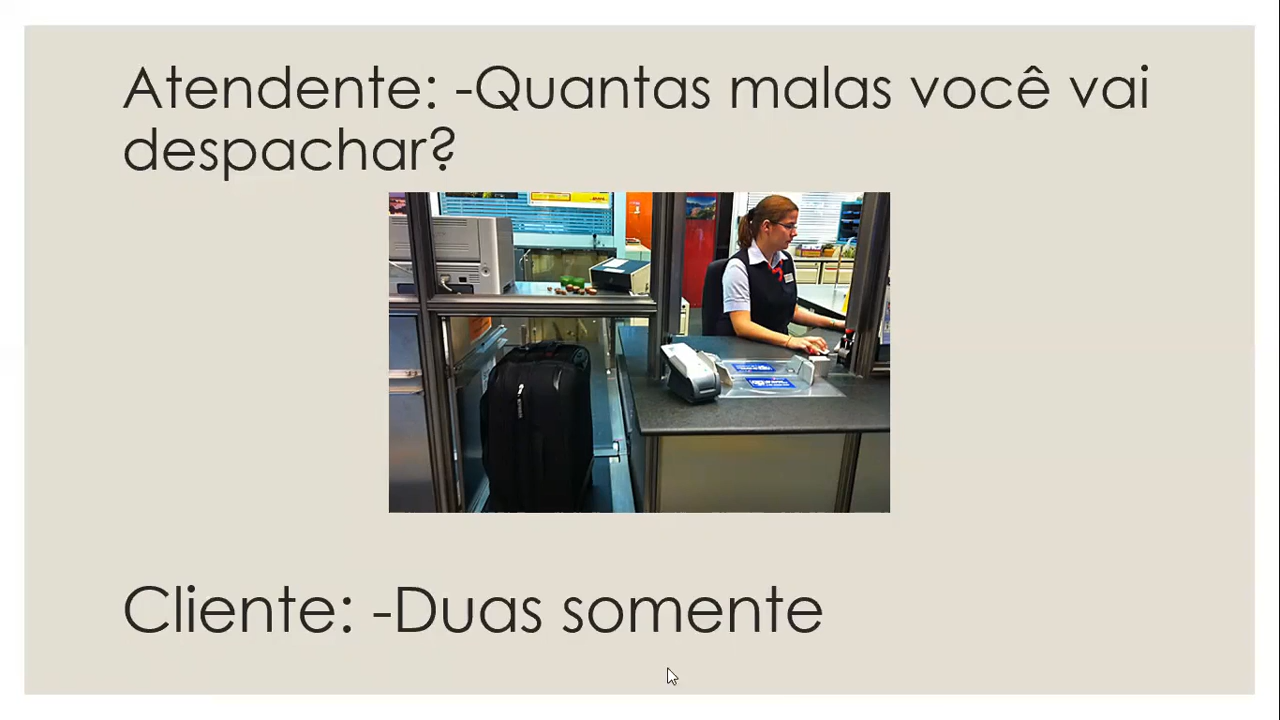 Atendente: -Quantas malas você vai
despachar?
Cliente: -Duas somente